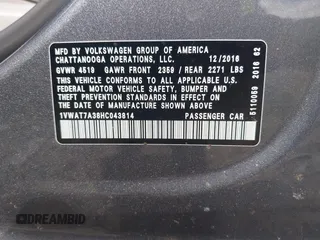 MFD BY VOLKSWAGEN GROUP OF AMERICA
CHATTANOOGA OPERATIONS, LLC. 12/2016
GVWR 4519 GAWR FRONT 2359 / REAR 2271 LBS
THIS VEHICLE CONFORMS TO ALL APPLICABLE U.S.
FEDERAL MOTOR VEHICLE SAFETY, BUMPER AND
THEFT PREVENTION STANDARDS IN EFFECT ON THE
DATE OF MANUFACTURE SHOWN ABOVE.
1VWAT7A38HC043814 PASSENGER CAR
5110059 2016 62
DREAMBID